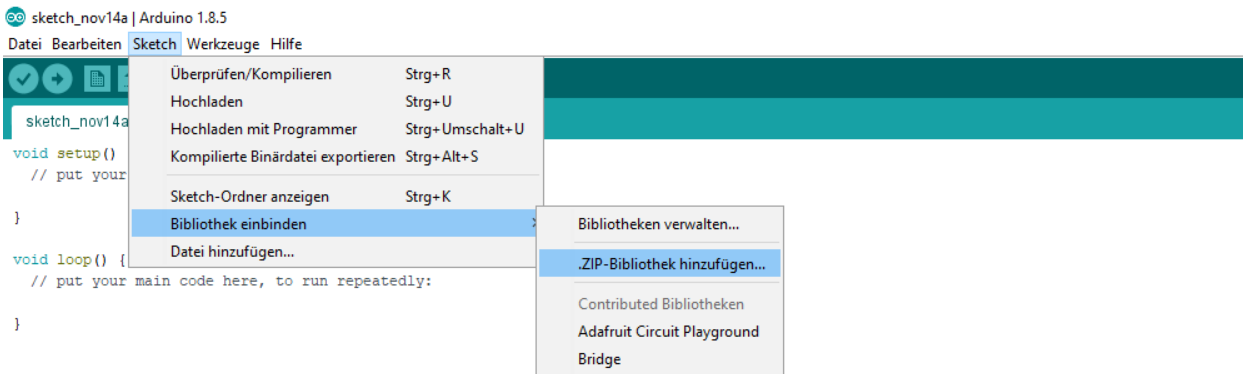 sketch_nov14a | Arduino 1.8.5
Datei Bearbeiten Sketch Werkzeuge Hilfe
Überprüfen/Kompilieren Strg+R
Hochladen Strg+U
sketch_nov14a
Hochladen mit Programmer Strg+Umschalt+U
void setup()
Kompilierte Binärdatei exportieren Strg+Alt+S
// put your
Sketch-Ordner anzeigen Strg+K
}
Bibliothek einbinden
Bibliotheken verwalten...
Datei hinzufügen...
void loop() {
.ZIP-Bibliothek hinzufügen...
// put your main code here, to run repeatedly:
Contributed Bibliotheken
}
Adafruit Circuit Playground
Bridge